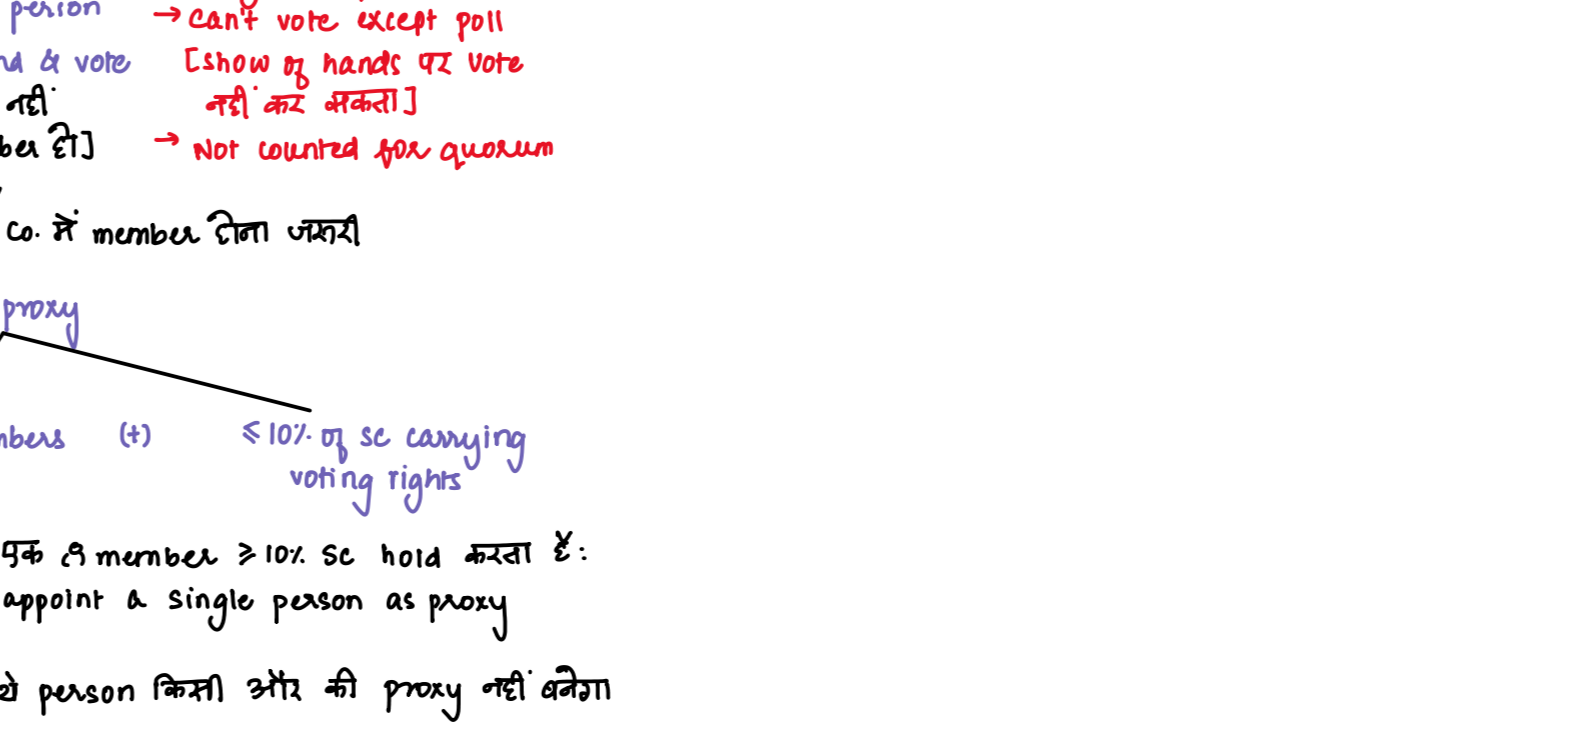 person → can't vote except poll
nd & vote [show of hands पर vote
नहीं नहीं कर सकता]
ber हो] → Not counted for quorum
Co. में member होना जरूरी
proxy
mbers (+) ≤ 10% of sc carrying
voting rights
एक ही member ≥ 10% sc hold करता है:
appoint a single person as proxy
ये person किसी और की proxy नहीं बनेगा